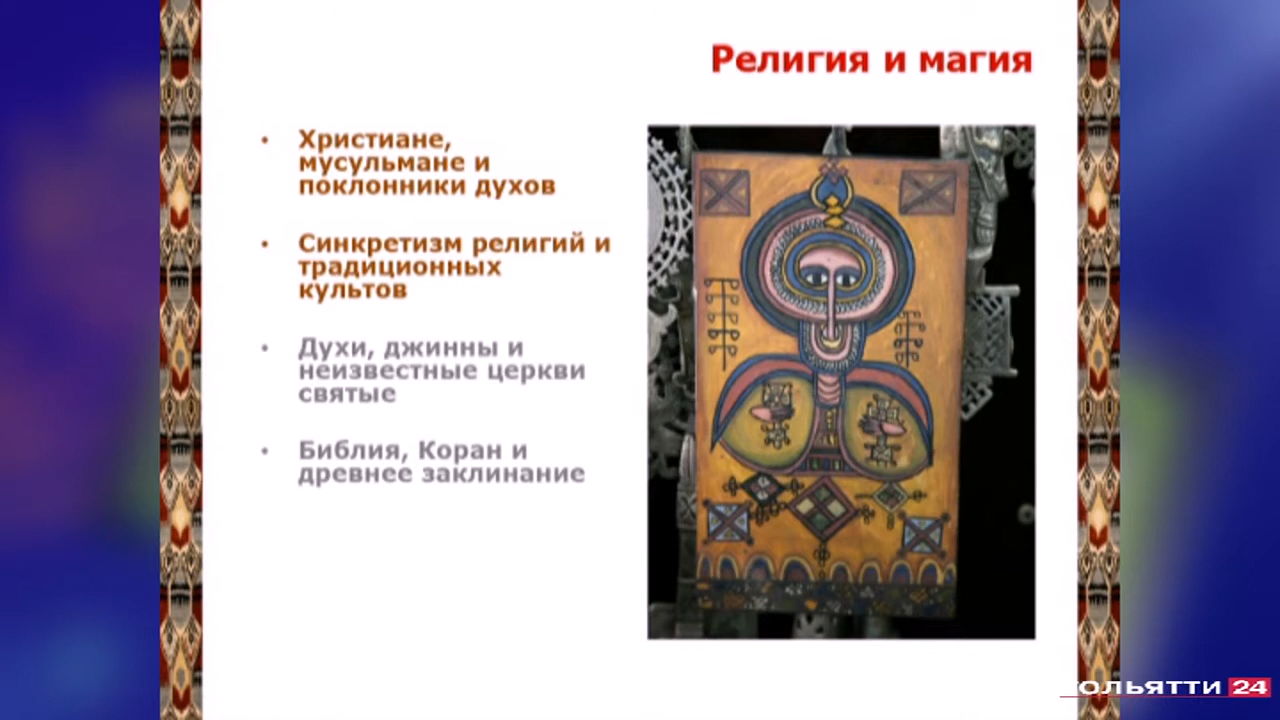 Религия и магия
• Христиане,
мусульмане и
поклонники духов
• Синкретизм религий и
традиционных
культов
• Духи, джинны и
неизвестные церкви
святые
• Библия, Коран и
древнее заклинание
ОЛЬЯТТИ 24